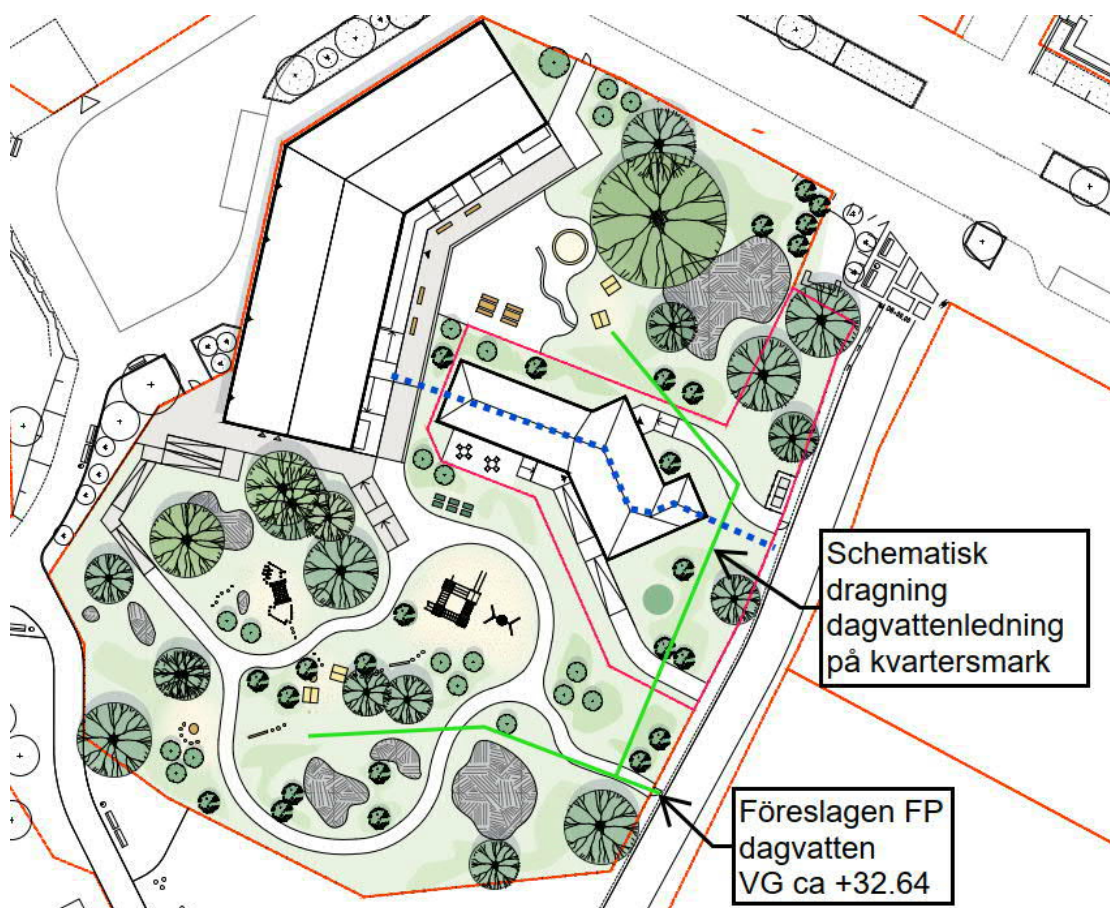 Schematisk
dragning
dagvattenledning
på kvartersmark
Föreslagen FP
dagvatten
VG ca +32.64